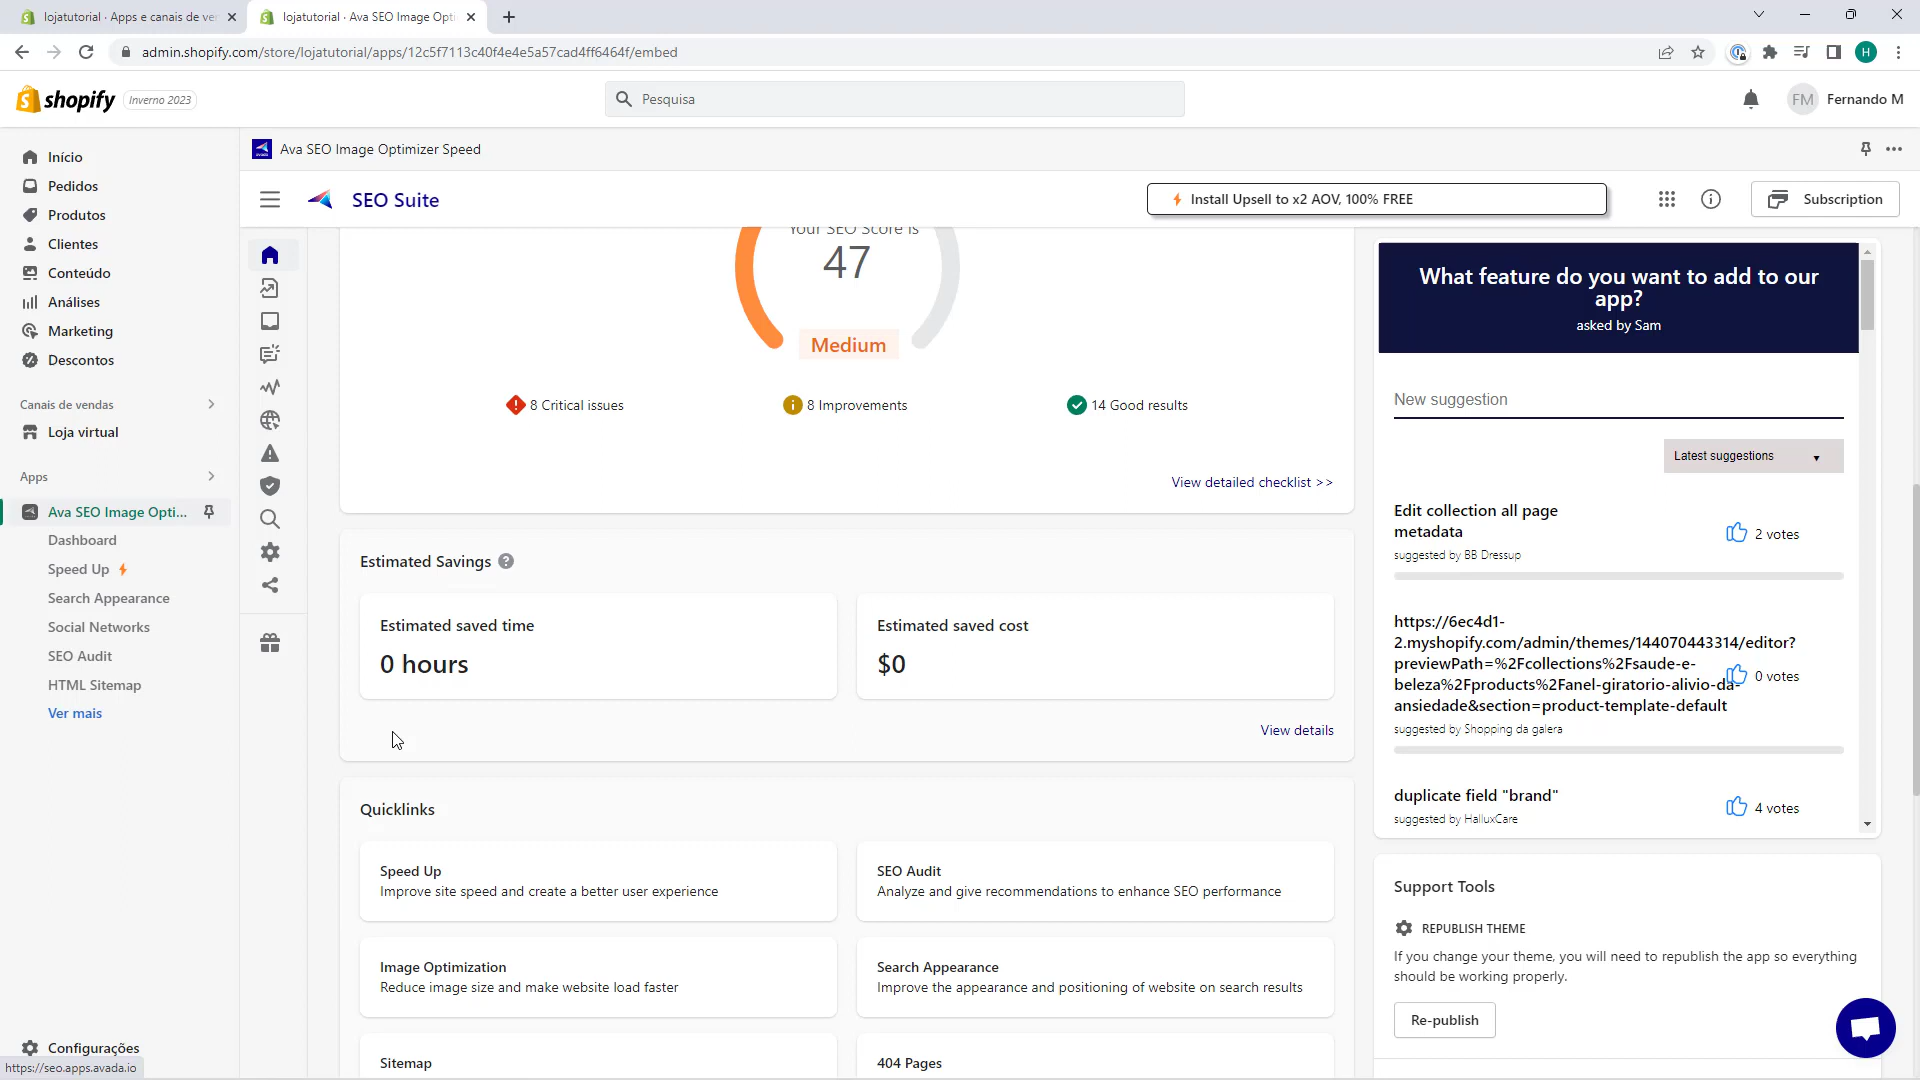 lojatutorial · Apps e canais de ve
lojatutorial · Ava SEO Image Opti
admin.shopify.com/store/lojatutorial/apps/12c5f7113c40f4e4e5a57cad4ff6464f/embed
H
shopify
Inverno 2023
Pesquisa
FM
Fernando M
Início
Pedidos
Produtos
Clientes
Conteúdo
Análises
Marketing
Descontos
Canais de vendas
Loja virtual
Apps
Ava SEO Image Opti...
Dashboard
Speed Up
Search Appearance
Social Networks
SEO Audit
HTML Sitemap
Ver mais
Configurações
https://seo.apps.avada.io
Ava SEO Image Optimizer Speed
SEO Suite
Install Upsell to x2 AOV, 100% FREE
Subscription
Your SEO Score is
47
Medium
8 Critical issues
8 Improvements
14 Good results
View detailed checklist >>
Estimated Savings
Estimated saved time
0 hours
Estimated saved cost
$0
View details
Quicklinks
Speed Up
Improve site speed and create a better user experience
SEO Audit
Analyze and give recommendations to enhance SEO performance
Image Optimization
Reduce image size and make website load faster
Search Appearance
Improve the appearance and positioning of website on search results
Sitemap
404 Pages
What feature do you want to add to our
app?
asked by Sam
New suggestion
Latest suggestions
Edit collection all page
metadata
suggested by BB Dressup
2 votes
https://6ec4d1-
2.myshopify.com/admin/themes/144070443314/editor?
previewPath=%2Fcollections%2Fsaude-e-
beleza%2Fproducts%2Fanel-giratorio-alivio-da-
ansiedade&section=product-template-default
suggested by Shopping da galera
0 votes
duplicate field "brand"
suggested by HalluxCare
4 votes
Support Tools
REPUBLISH THEME
If you change your theme, you will need to republish the app so everything
should be working properly.
Re-publish